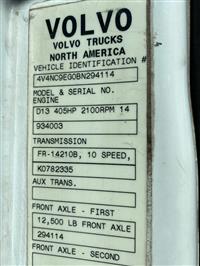 VOLVO
VOLVO TRUCKS
NORTH AMERICA
VEHICLE IDENTIFICATION #
4V4NC9EG0BN294114
MODEL & SERIAL NO.
ENGINE
D13 405HP 2100RPM 14
934003
TRANSMISSION
FR-14210B, 10 SPEED,
K0782335
AUX TRANS.
FRONT AXLE - FIRST
12,500 LB FRONT AXLE
294114
FRONT AXLE - SECOND